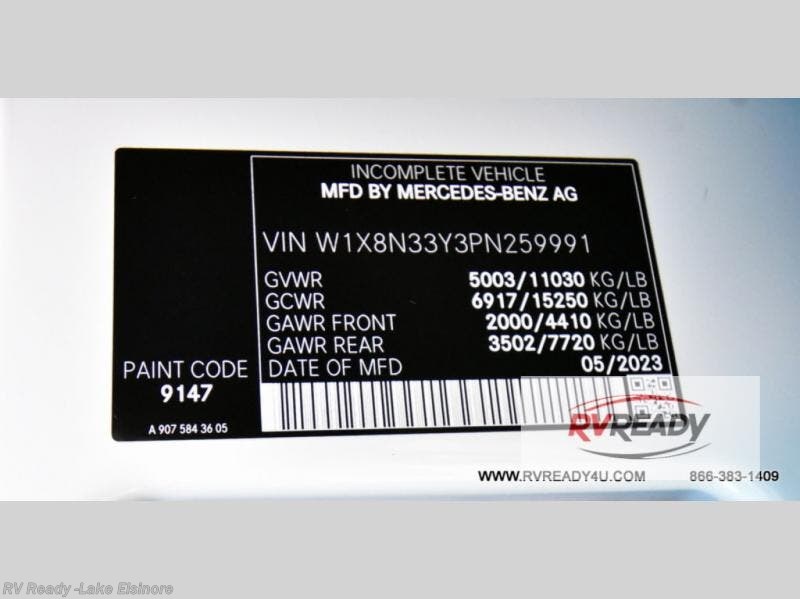 INCOMPLETE VEHICLE
MFD BY MERCEDES-BENZ AG
VIN W1X8N33Y3PN259991
GVWR 5003/11030 KG/LB
GCWR 6917/15250 KG/LB
GAWR FRONT 2000/4410 KG/LB
GAWR REAR 3502/7720 KG/LB
DATE OF MFD 05/2023
PAINT CODE
9147
A 907 584 36 05
RVREADY
WWW.RVREADY4U.COM 866-383-1409
RV Ready -Lake Elsinore